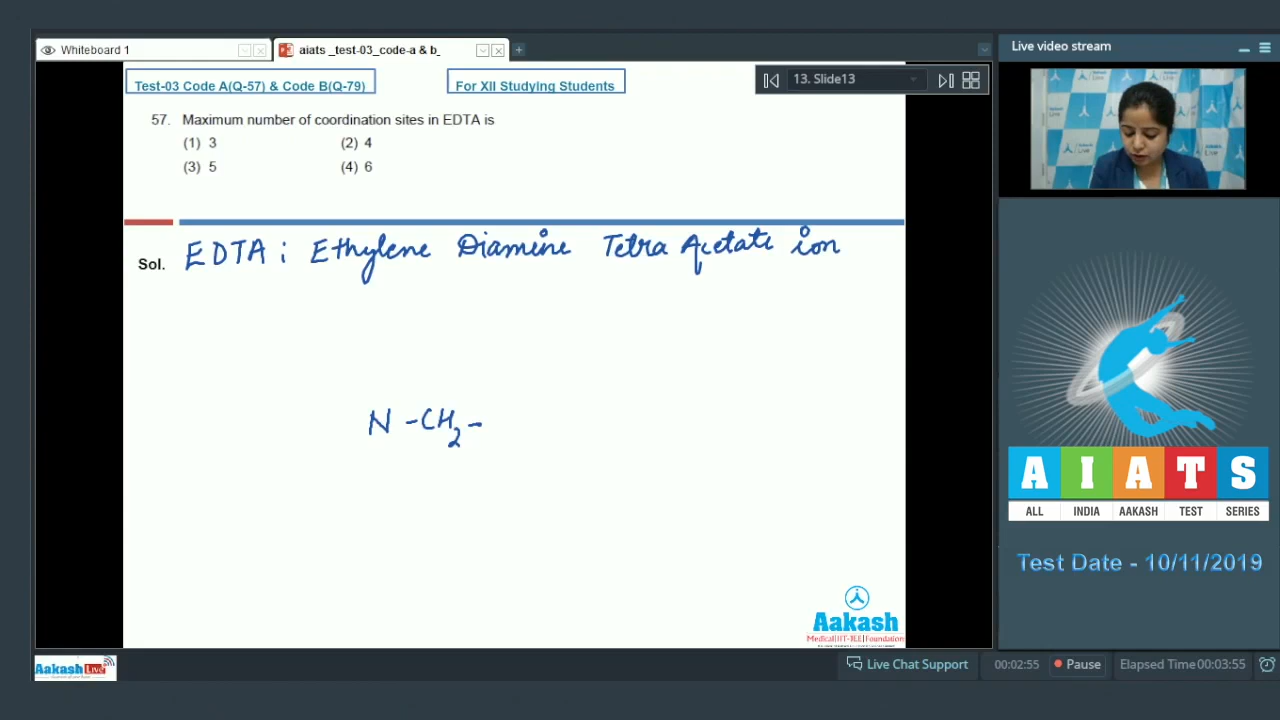 Whiteboard 1
aiats _test-03_code-a & b_
Live video stream
Test-03 Code A(Q-57) & Code B(Q-79)
For XII Studying Students
13. Slide13
57. Maximum number of coordination sites in EDTA is
(1) 3 (2) 4
(3) 5 (4) 6
Sol. EDTA : Ethylene Diamine Tetra Acetate ion
N - CH2 -
A I A T S
ALL INDIA AAKASH TEST SERIES
Test Date - 10/11/2019
Aakash
Medical|IIT-JEE|Foundation
Aakash Live
Live Chat Support
00:02:55
Pause
Elapsed Time 00:03:55